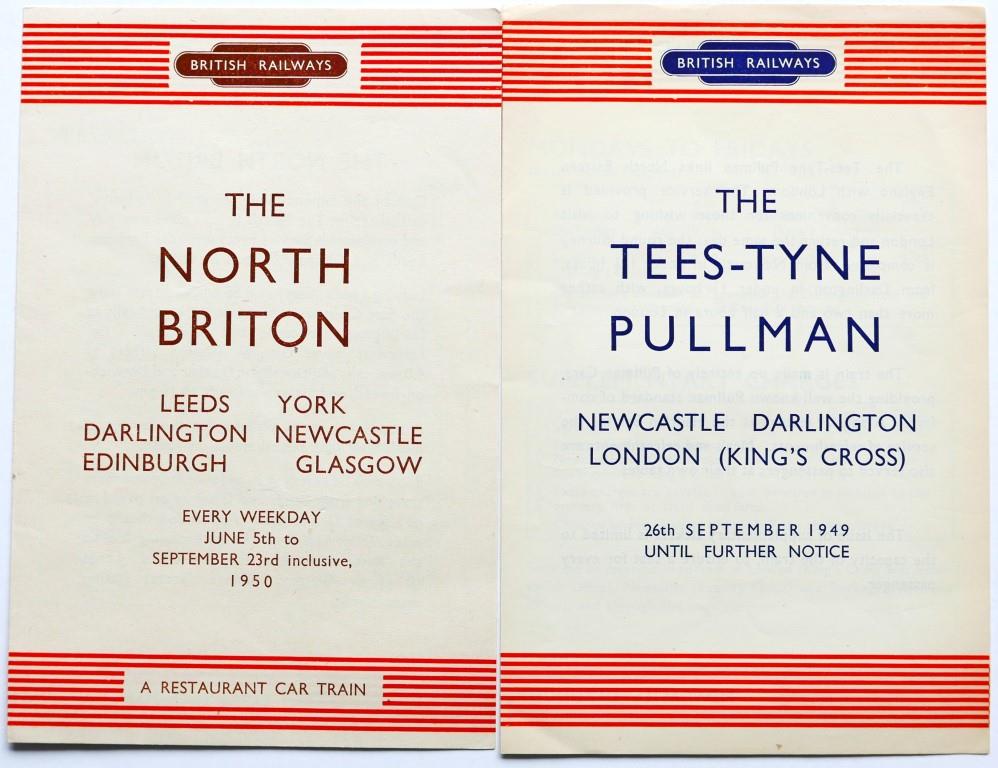 BRITISH RAILWAYS
THE
NORTH
BRITON
LEEDS YORK
DARLINGTON NEWCASTLE
EDINBURGH GLASGOW
EVERY WEEKDAY
JUNE 5th to
SEPTEMBER 23rd inclusive,
1950
A RESTAURANT CAR TRAIN
BRITISH RAILWAYS
THE
TEES-TYNE
PULLMAN
NEWCASTLE DARLINGTON
LONDON (KING'S CROSS)
26th SEPTEMBER 1949
UNTIL FURTHER NOTICE